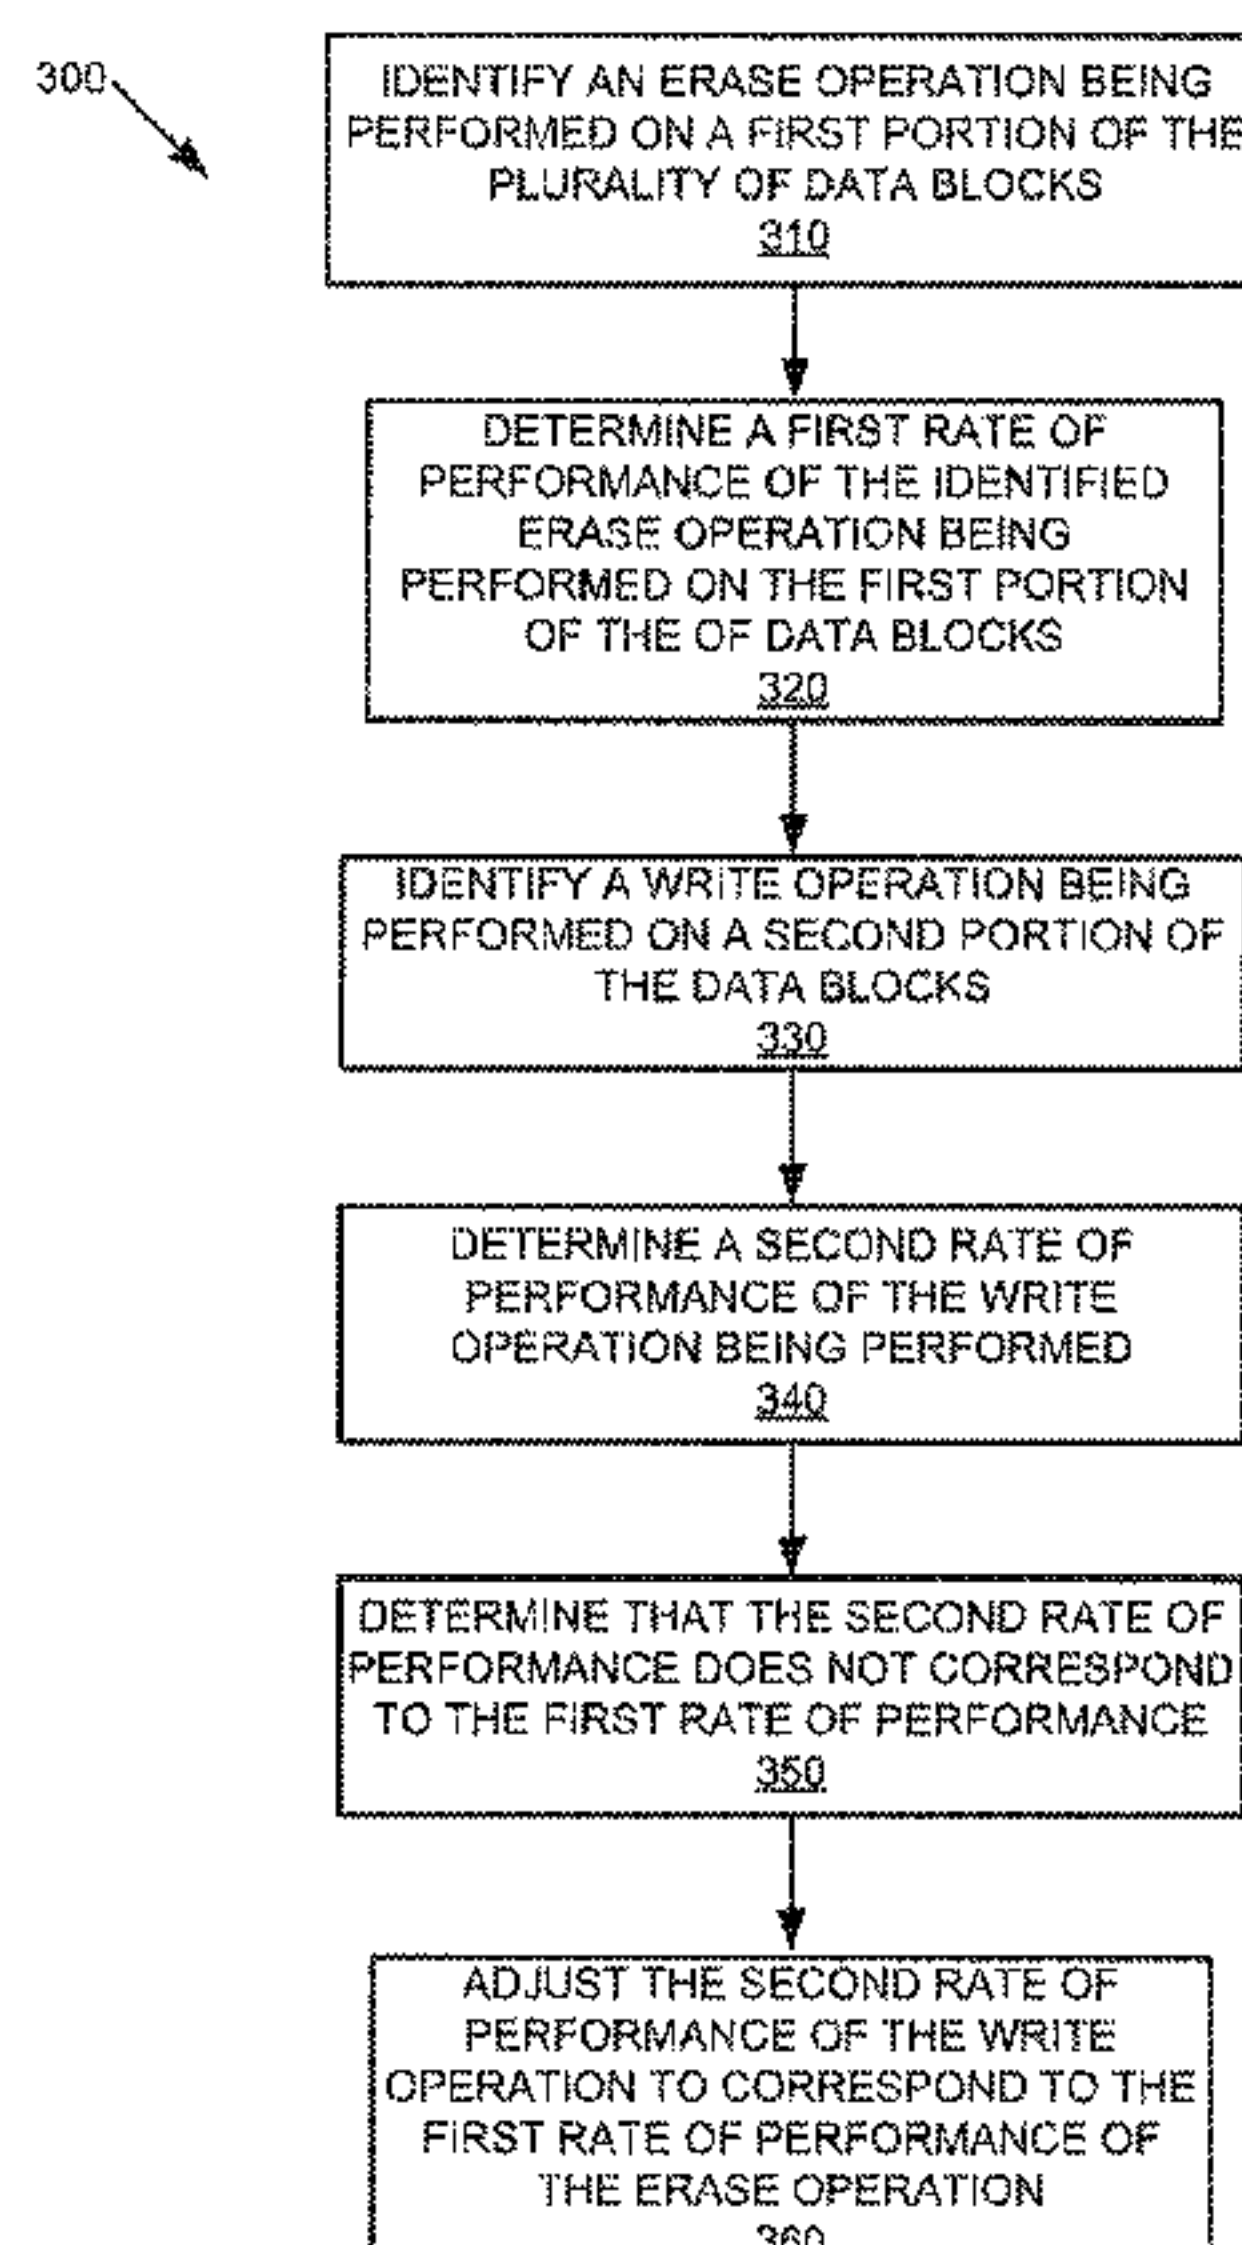 300
IDENTIFY AN ERASE OPERATION BEING
PERFORMED ON A FIRST PORTION OF THE
PLURALITY OF DATA BLOCKS
310
DETERMINE A FIRST RATE OF
PERFORMANCE OF THE IDENTIFIED
ERASE OPERATION BEING
PERFORMED ON THE FIRST PORTION
OF THE OF DATA BLOCKS
320
IDENTIFY A WRITE OPERATION BEING
PERFORMED ON A SECOND PORTION OF
THE DATA BLOCKS
330
DETERMINE A SECOND RATE OF
PERFORMANCE OF THE WRITE
OPERATION BEING PERFORMED
340
DETERMINE THAT THE SECOND RATE OF
PERFORMANCE DOES NOT CORRESPOND
TO THE FIRST RATE OF PERFORMANCE
350
ADJUST THE SECOND RATE OF
PERFORMANCE OF THE WRITE
OPERATION TO CORRESPOND TO THE
FIRST RATE OF PERFORMANCE OF
THE ERASE OPERATION
360